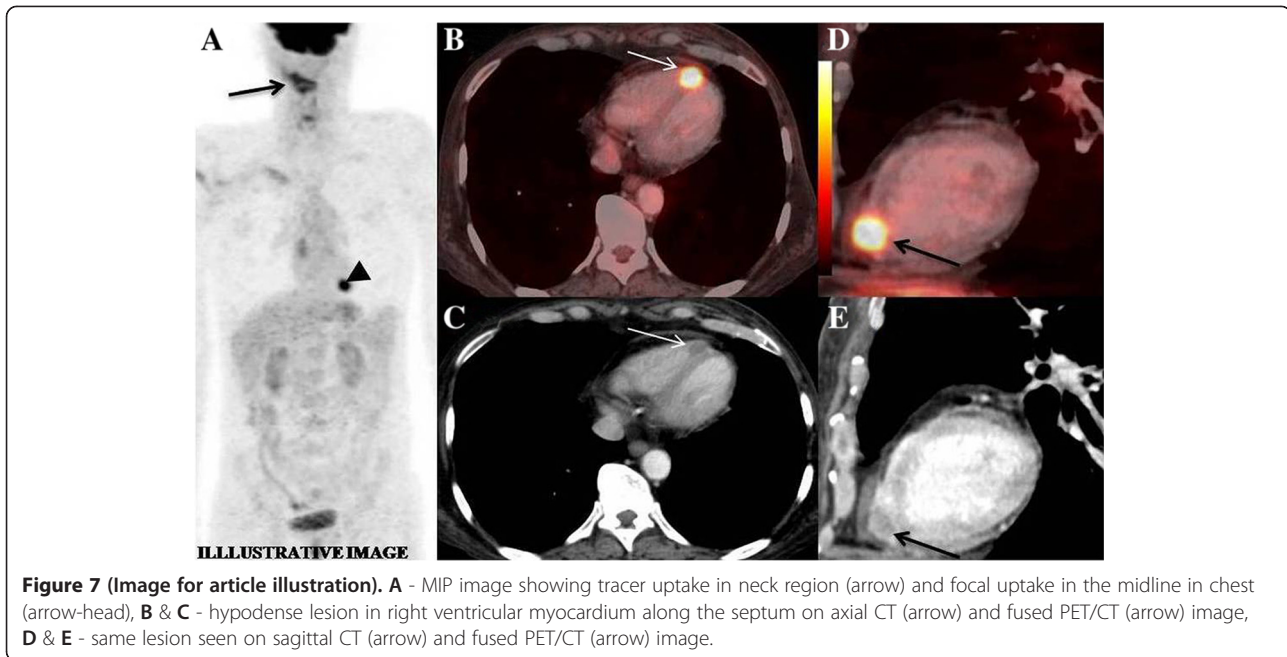 A
B
D
C
E
ILLLUSTRATIVE IMAGE
Figure 7 (Image for article illustration). A - MIP image showing tracer uptake in neck region (arrow) and focal uptake in the midline in chest
(arrow-head), B & C - hypodense lesion in right ventricular myocardium along the septum on axial CT (arrow) and fused PET/CT (arrow) image,
D & E - same lesion seen on sagittal CT (arrow) and fused PET/CT (arrow) image.